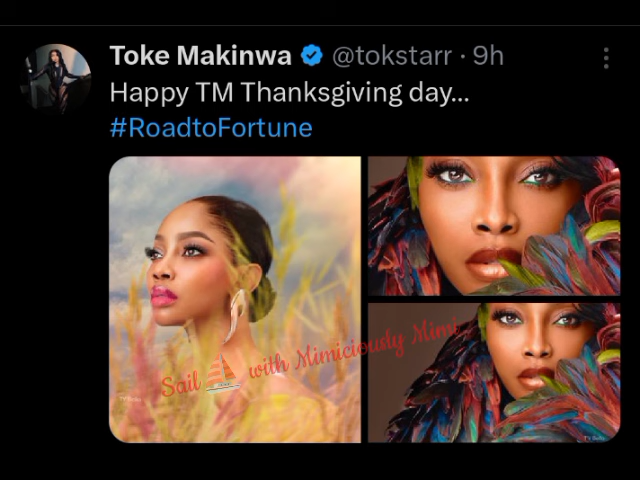 Toke Makinwa @tokstarr · 9h
Happy TM Thanksgiving day...
#RoadtoFortune
Sail with Mimiciously Mimi